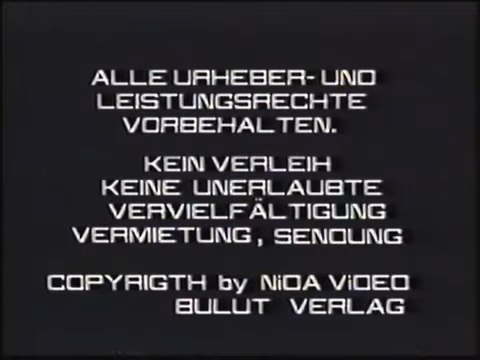 ALLE URHEBER- UND
LEISTUNGSRECHTE
VORBEHALTEN.
KEIN VERLEIH
KEINE UNERLAUBTE
VERVIELFÄLTIGUNG
VERMIETUNG, SENDUNG
COPYRIGTH by NiDA ViDEO
BULUT VERLAG